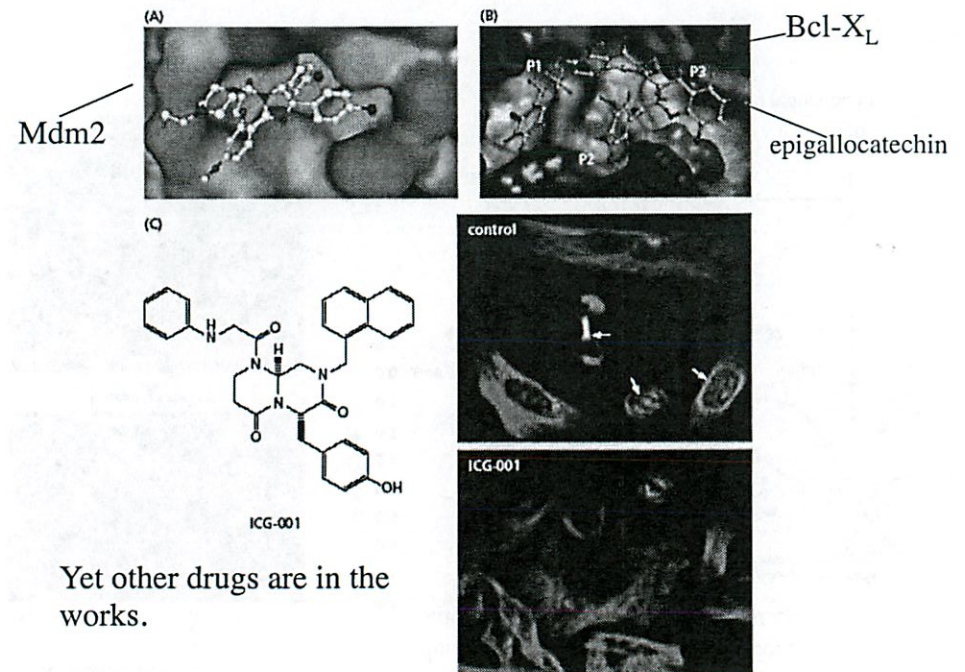 (A)
(B)
Bcl-X_L
Mdm2
P1
P3
P2
epigallocatechin
(C)
control
H
N
O
H
N
N
N
O
O
OH
ICG-001
ICG-001
Yet other drugs are in the
works.